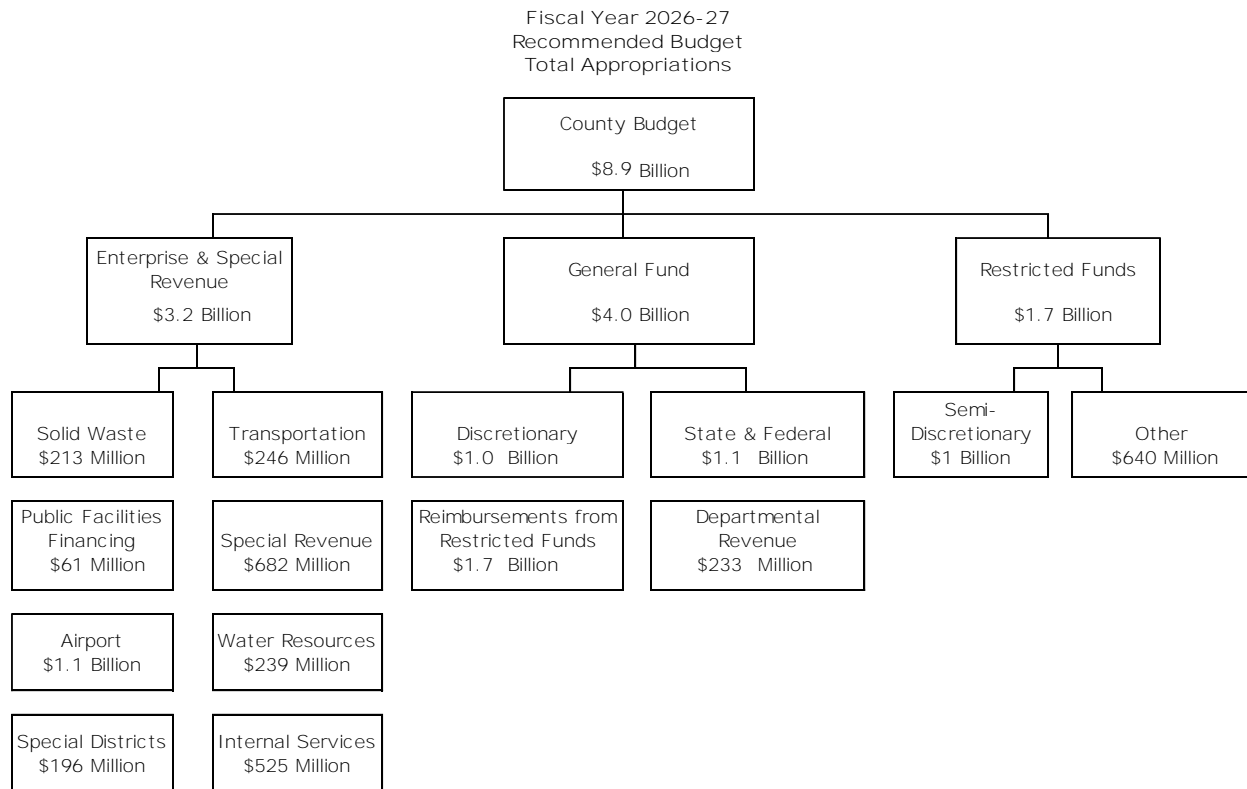 Fiscal Year 2026-27
Recommended Budget
Total Appropriations
County Budget
$8.9 Billion
Enterprise & Special
Revenue
$3.2 Billion
General Fund
$4.0 Billion
Restricted Funds
$1.7 Billion
Solid Waste
$213 Million
Transportation
$246 Million
Discretionary
$1.0 Billion
State & Federal
$1.1 Billion
Semi-
Discretionary
$1 Billion
Other
$640 Million
Public Facilities
Financing
$61 Million
Special Revenue
$682 Million
Reimbursements from
Restricted Funds
$1.7 Billion
Departmental
Revenue
$233 Million
Airport
$1.1 Billion
Water Resources
$239 Million
Special Districts
$196 Million
Internal Services
$525 Million